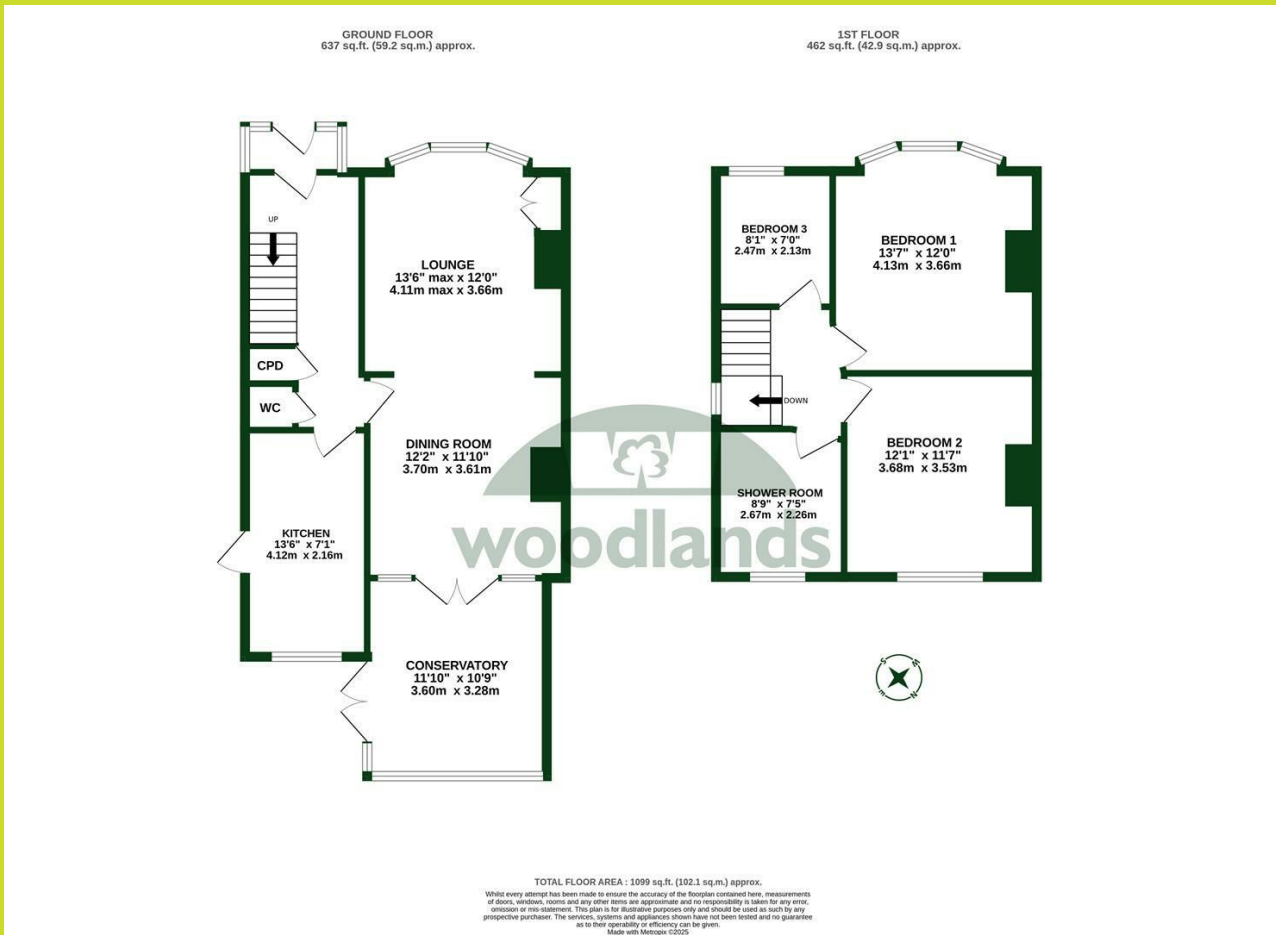 GROUND FLOOR
637 sq.ft. (59.2 sq.m.) approx.
1ST FLOOR
462 sq.ft. (42.9 sq.m.) approx.
UP
LOUNGE
13'6" max x 12'0"
4.11m max x 3.66m
CPD
WC
DINING ROOM
12'2" x 11'10"
3.70m x 3.61m
KITCHEN
13'6" x 7'1"
4.12m x 2.16m
CONSERVATORY
11'10" x 10'9"
3.60m x 3.28m
BEDROOM 3
8'1" x 7'0"
2.47m x 2.13m
BEDROOM 1
13'7" x 12'0"
4.13m x 3.66m
DOWN
BEDROOM 2
12'1" x 11'7"
3.68m x 3.53m
SHOWER ROOM
8'9" x 7'5"
2.67m x 2.26m
woodlands
S
W
E
N
TOTAL FLOOR AREA : 1099 sq.ft. (102.1 sq.m.) approx.
Whilst every attempt has been made to ensure the accuracy of the floorplan contained here, measurements
of doors, windows, rooms and any other items are approximate and no responsibility is taken for any error,
omission or mis-statement. This plan is for illustrative purposes only and should be used as such by any
prospective purchaser. The services, systems and appliances shown have not been tested and no guarantee
as to their operability or efficiency can be given.
Made with Metropix ©2025